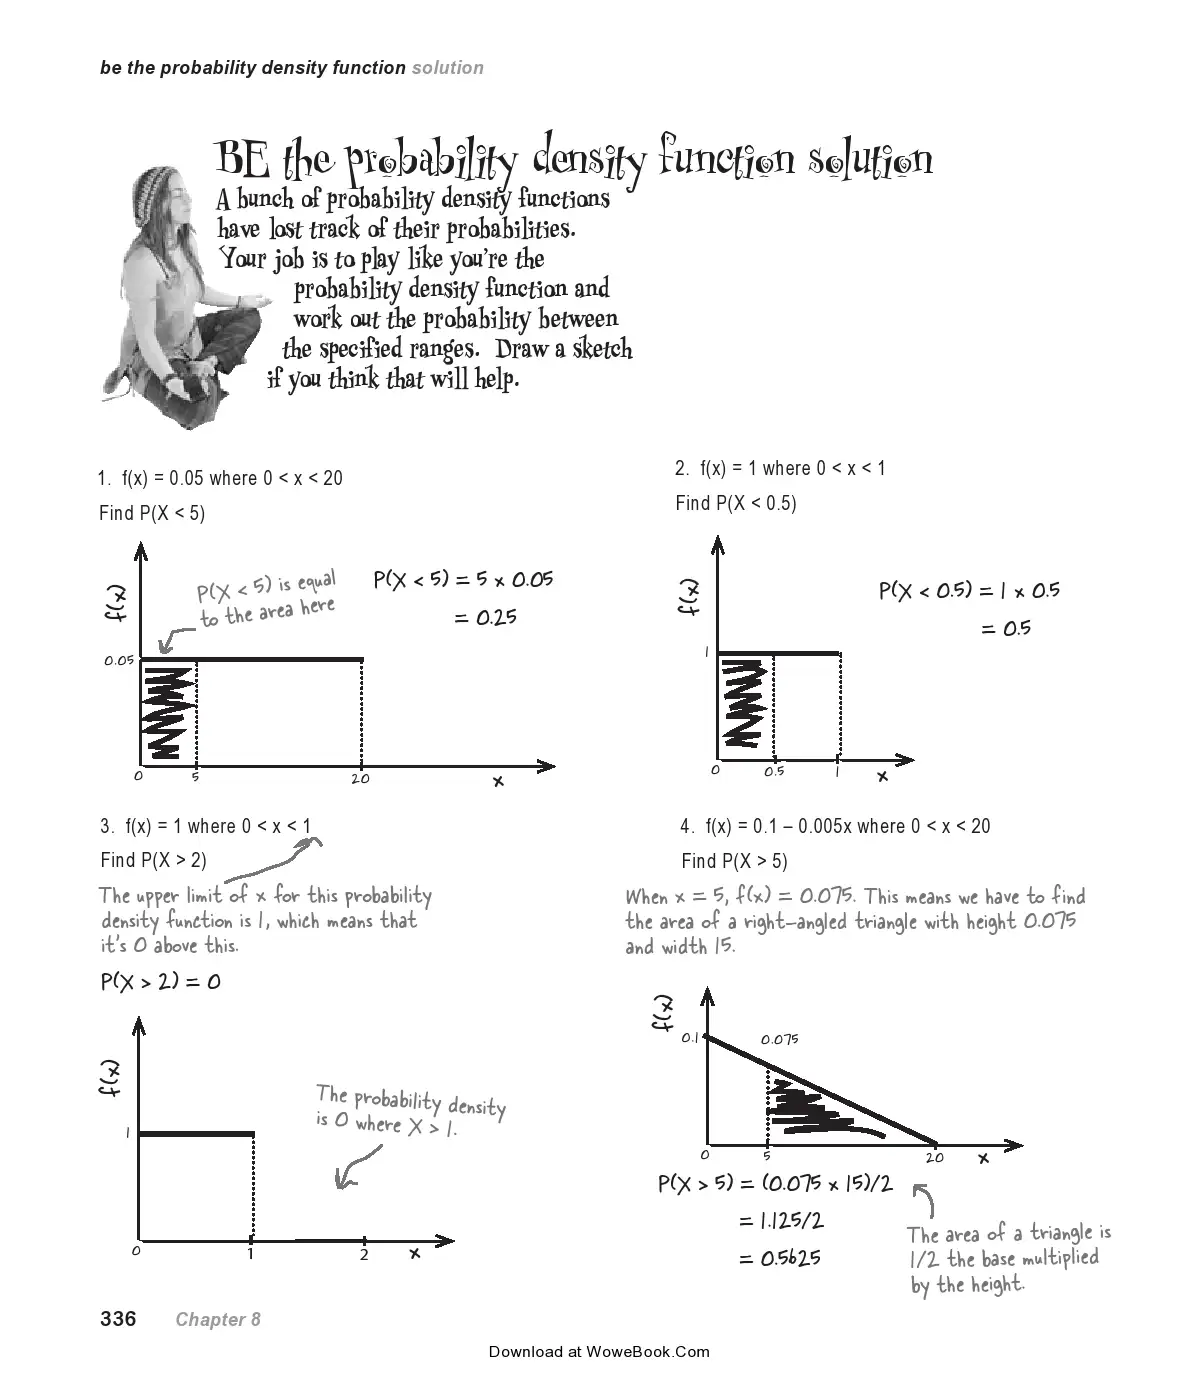 be the probability density function solution
BE the probability density function solution
A bunch of probability density functions
have lost track of their probabilities.
Your job is to play like you're the
probability density function and
work out the probability between
the specified ranges. Draw a sketch
if you think that will help.
1. f(x) = 0.05 where 0 < x < 20
Find P(X < 5)
f(x)
P(X < 5) is equal
to the area here
P(X < 5) = 5 x 0.05
= 0.25
0.05
0 5 20 x
2. f(x) = 1 where 0 < x < 1
Find P(X < 0.5)
f(x)
P(X < 0.5) = 1 x 0.5
= 0.5
1
0 0.5 1 x
3. f(x) = 1 where 0 < x < 1
Find P(X > 2)
The upper limit of x for this probability
density function is 1, which means that
it's 0 above this.
P(X > 2) = 0
f(x)
The probability density
is 0 where X > 1.
1
0 1 2 x
4. f(x) = 0.1 – 0.005x where 0 < x < 20
Find P(X > 5)
When x = 5, f(x) = 0.075. This means we have to find
the area of a right-angled triangle with height 0.075
and width 15.
f(x)
0.1 0.075
0 5 20 x
P(X > 5) = (0.075 x 15)/2
= 1.125/2
= 0.5625
The area of a triangle is
1/2 the base multiplied
by the height.
336 Chapter 8
Download at WoweBook.Com